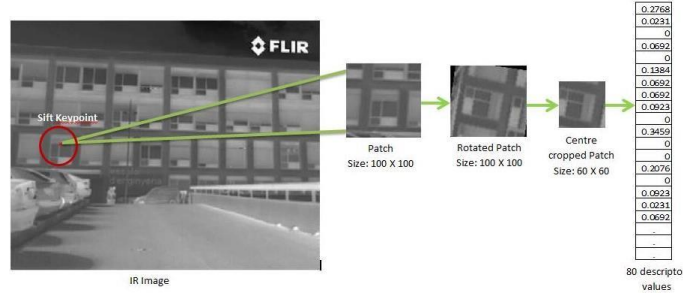 FLIR
Sift Keypoint
IR Image
Patch
Size: 100 X 100
Rotated Patch
Size: 100 X 100
Centre
cropped Patch
Size: 60 X 60
0.2768
0.0231
0
0.0692
0
0.1384
0.0692
0.0692
0.0923
0
0.3459
0
0
0.2076
0
0.0923
0.0231
0.0692
.
.
.
80 descripto
values